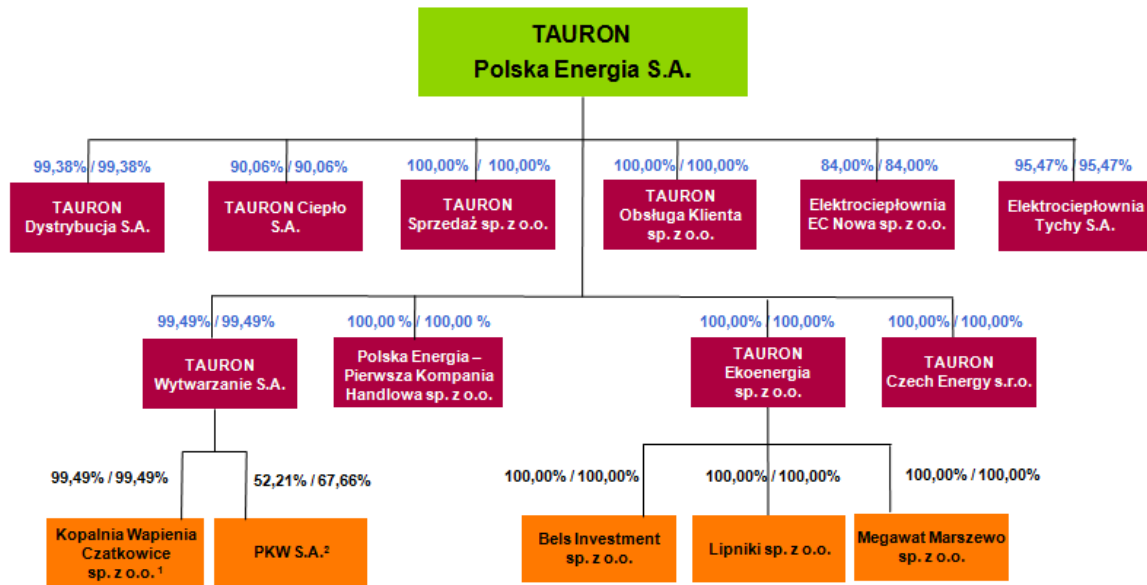 TAURON
Polska Energia S.A.
99,38% / 99,38%
90,06% / 90,06%
100,00% / 100,00%
100,00% / 100,00%
84,00% / 84,00%
95,47% / 95,47%
TAURON
Dystrybucja S.A.
TAURON Ciepło
S.A.
TAURON
Sprzedaż sp. z o.o.
TAURON
Obsługa Klienta
sp. z o.o.
Elektrociepłownia
EC Nowa sp. z o.o.
Elektrociepłownia
Tychy S.A.
99,49% / 99,49%
100,00 % / 100,00 %
100,00% / 100,00%
100,00% / 100,00%
TAURON
Wytwarzanie S.A.
Polska Energia –
Pierwsza Kompania
Handlowa sp. z o.o.
TAURON
Ekoenergia
sp. z o.o.
TAURON
Czech Energy s.r.o.
99,49% / 99,49%
52,21% / 67,66%
100,00% / 100,00%
100,00% / 100,00%
100,00% / 100,00%
Kopalnia Wapienia
Czatkowice
sp. z o.o. ¹
PKW S.A.²
Bels Investment
sp. z o.o.
Lipniki sp. z o.o.
Megawat Marszewo
sp. z o.o.